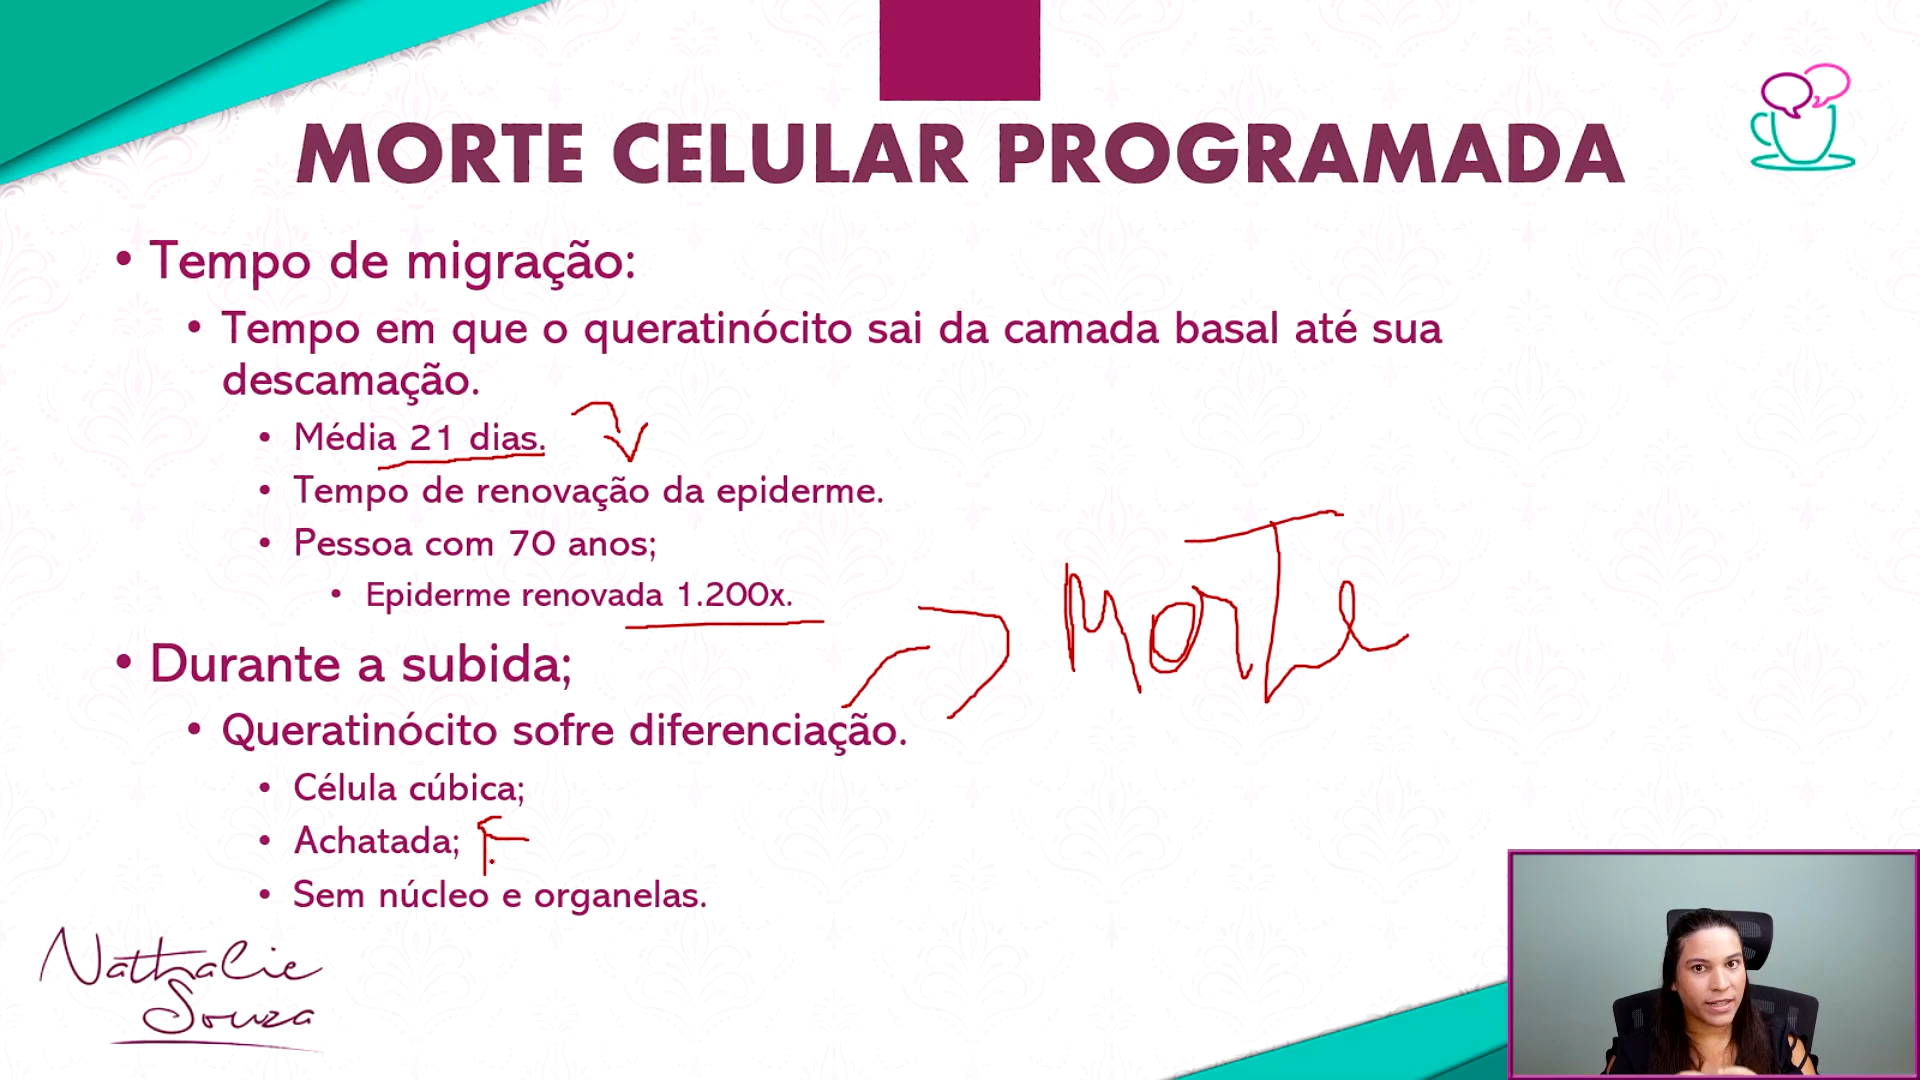 MORTE CELULAR PROGRAMADA
• Tempo de migração:
• Tempo em que o queratinócito sai da camada basal até sua
descamação.
• Média 21 dias.
• Tempo de renovação da epiderme.
• Pessoa com 70 anos;
• Epiderme renovada 1.200x.
Morte
• Durante a subida;
• Queratinócito sofre diferenciação.
• Célula cúbica;
• Achatada;
• Sem núcleo e organelas.
Nathalie
Souza